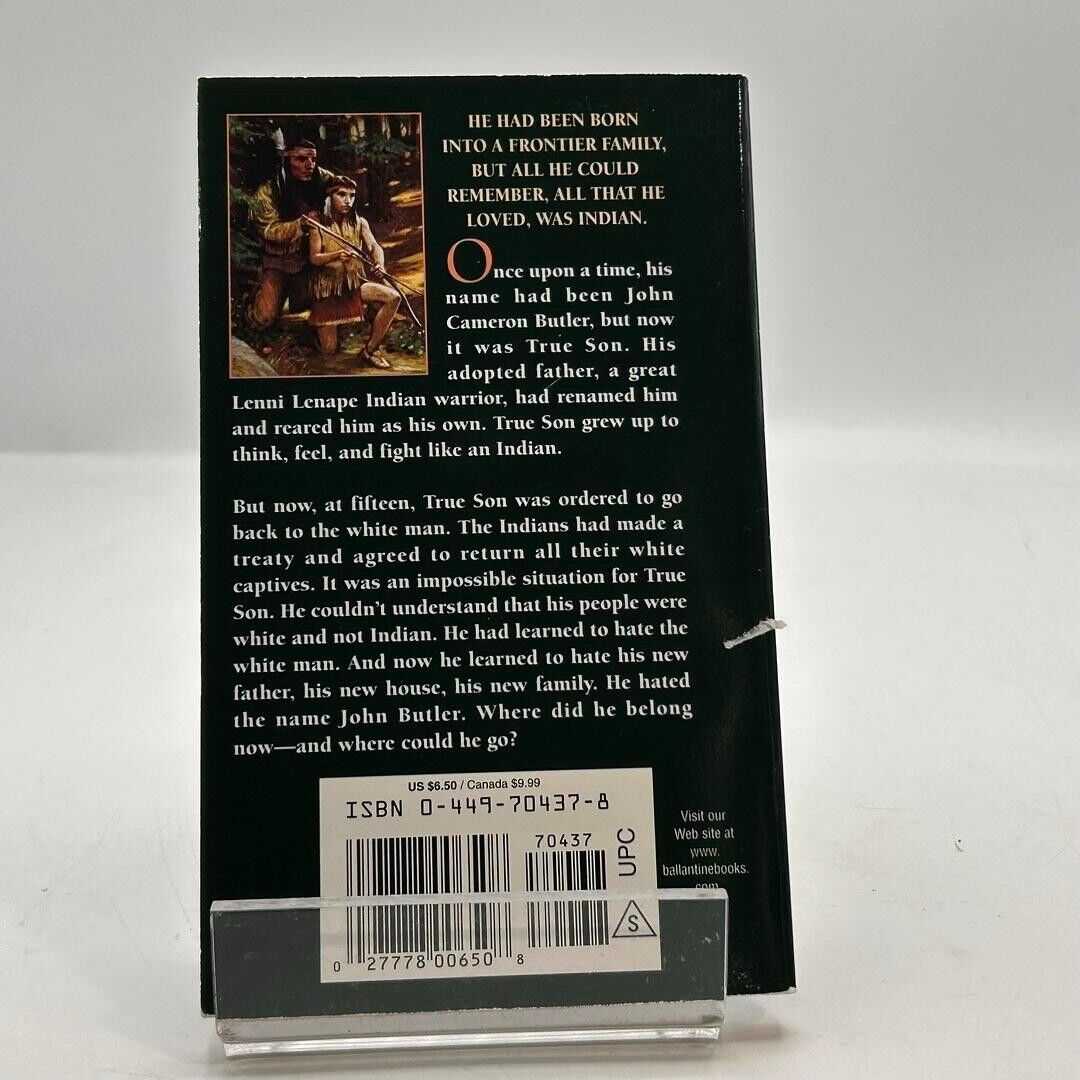 HE HAD BEEN BORN
INTO A FRONTIER FAMILY,
BUT ALL HE COULD
REMEMBER, ALL THAT HE
LOVED, WAS INDIAN.
Once upon a time, his
name had been John
Cameron Butler, but now
it was True Son. His
adopted father, a great
Lenni Lenape Indian warrior, had renamed him
and reared him as his own. True Son grew up to
think, feel, and fight like an Indian.
But now, at fifteen, True Son was ordered to go
back to the white man. The Indians had made a
treaty and agreed to return all their white
captives. It was an impossible situation for True
Son. He couldn't understand that his people were
white and not Indian. He had learned to hate the
white man. And now he learned to hate his new
father, his new house, his new family. He hated
the name John Butler. Where did he belong
now—and where could he go?
US $6.50 / Canada $9.99
ISBN 0-449-70437-8
70437
UPC
S
0 27778 00650 8
Visit our
Web site at
www.
ballantinebooks.
com